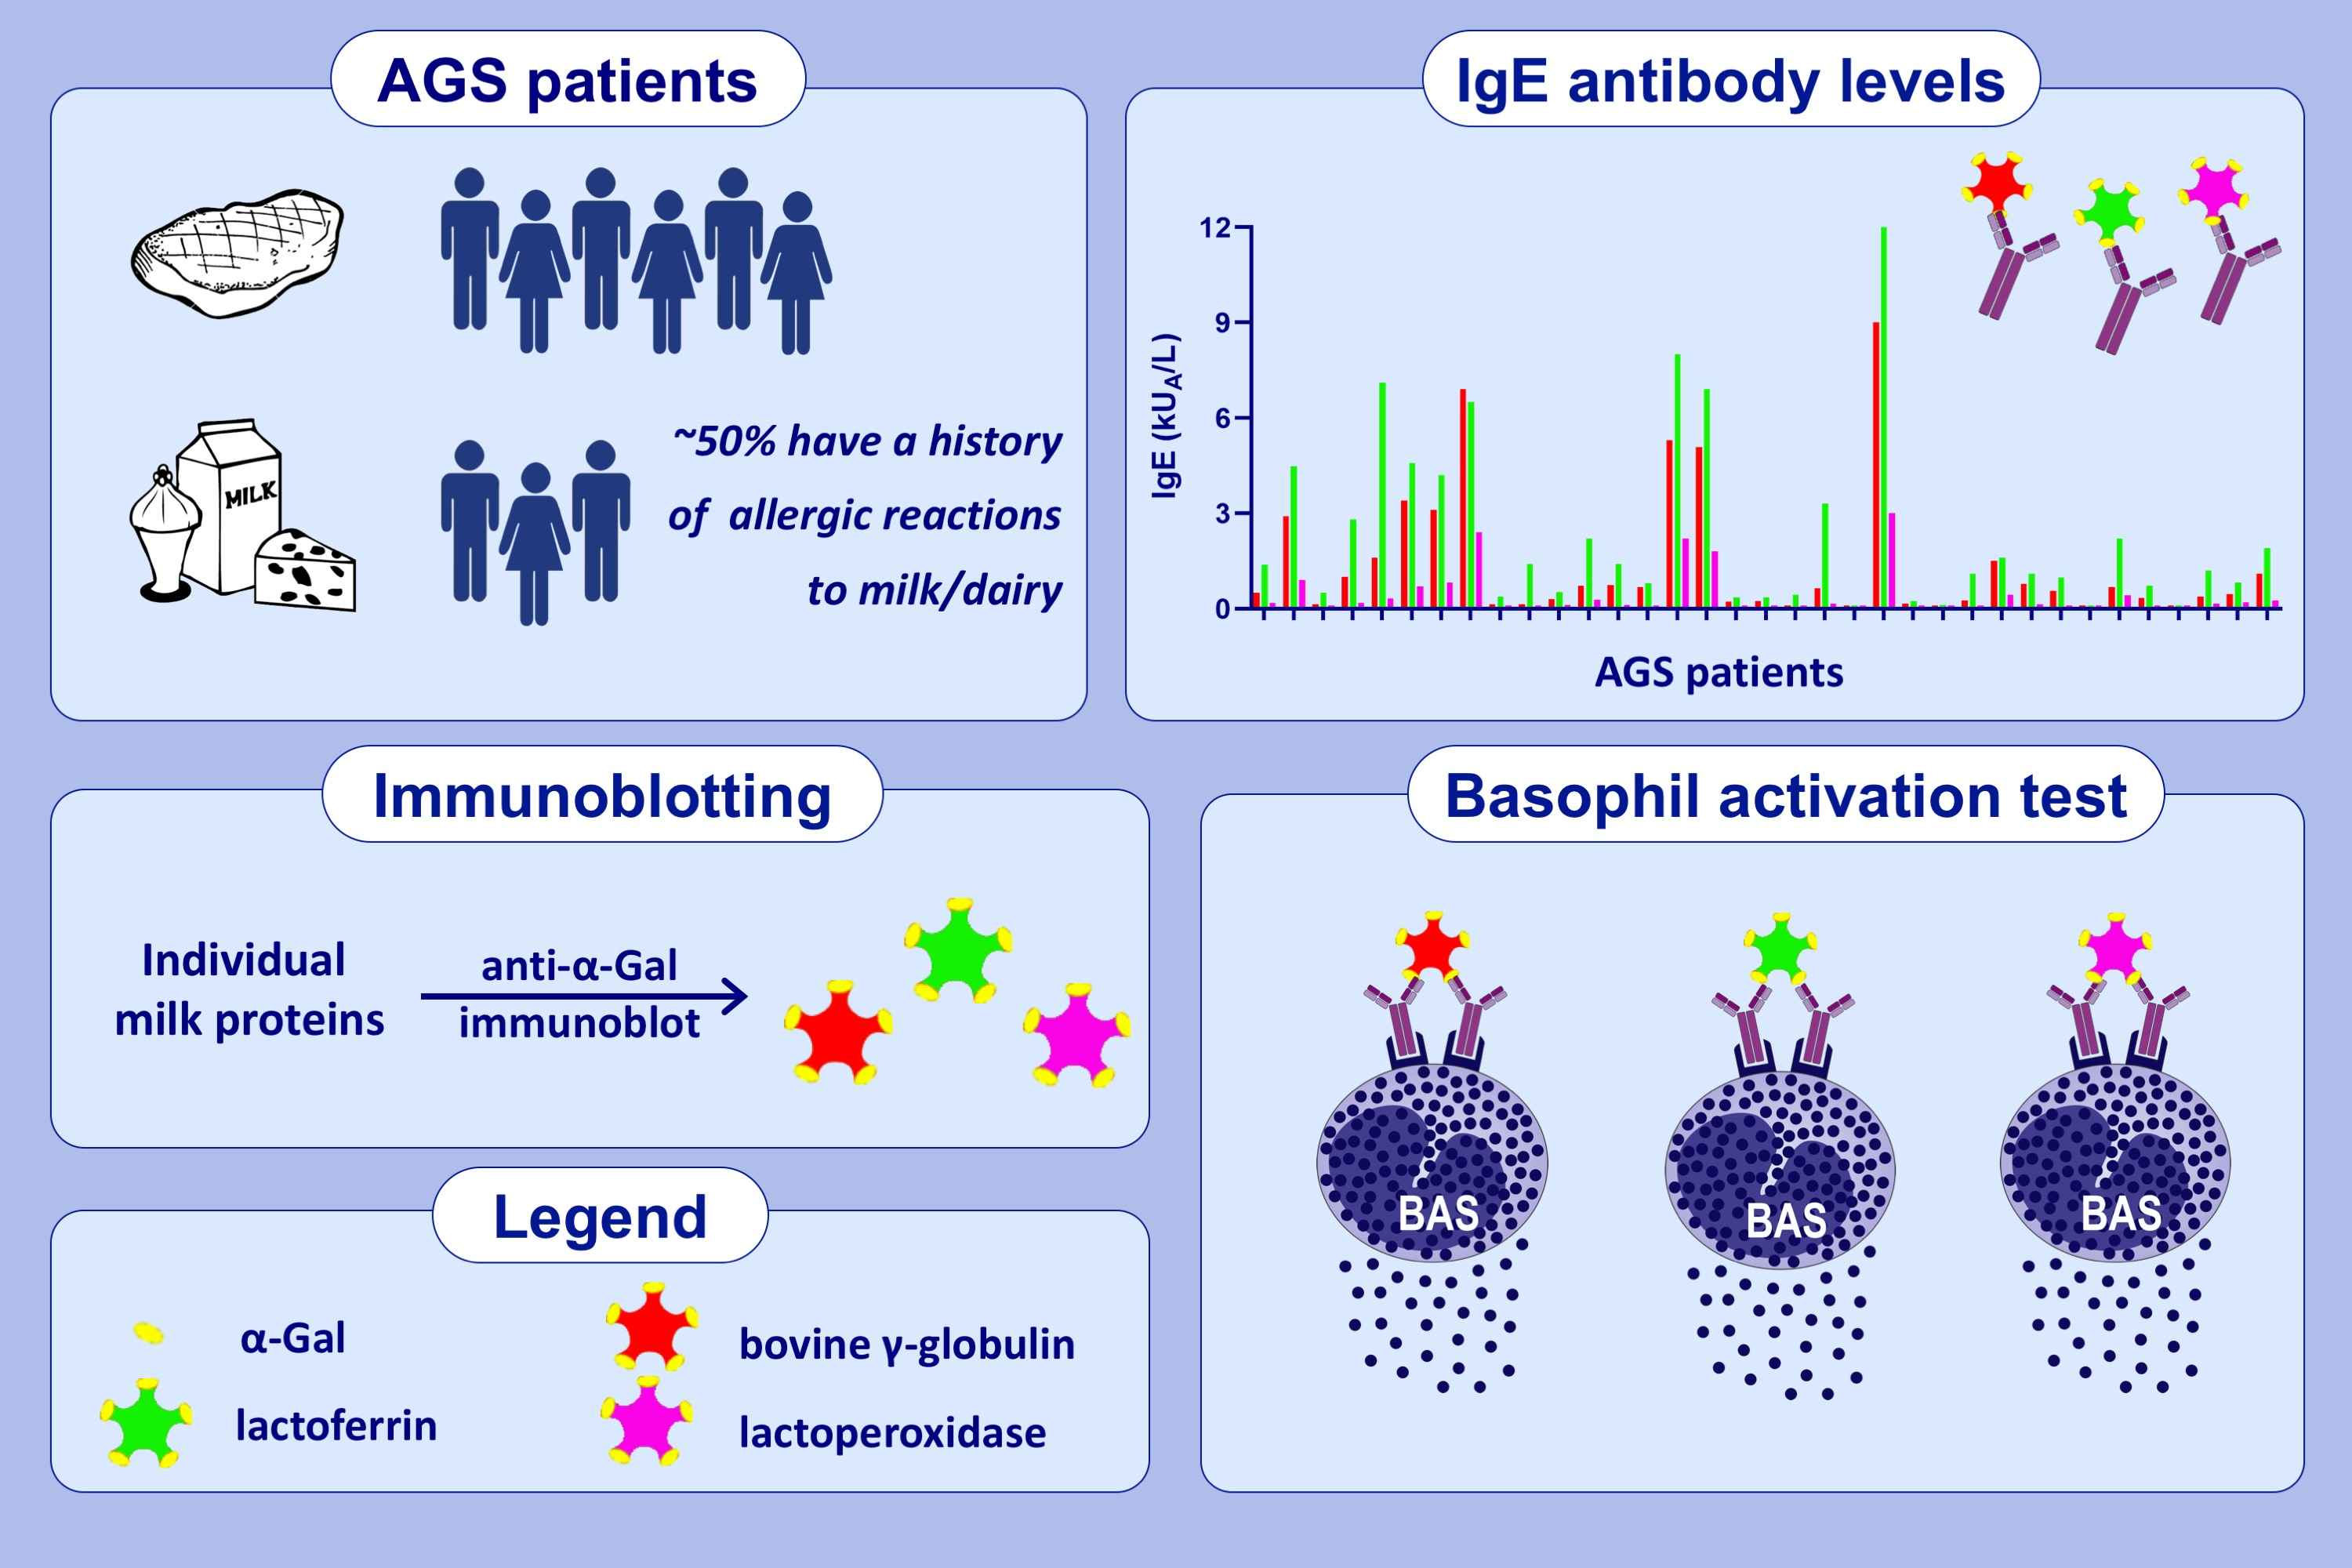 AGS patients
MILK
~50% have a history
of allergic reactions
to milk/dairy
IgE antibody levels
IgE (kUA/L)
12
9
6
3
0
AGS patients
Immunoblotting
Individual
milk proteins
anti-α-Gal
immunoblot
Basophil activation test
BAS
BAS
BAS
Legend
α-Gal
bovine γ-globulin
lactoferrin
lactoperoxidase